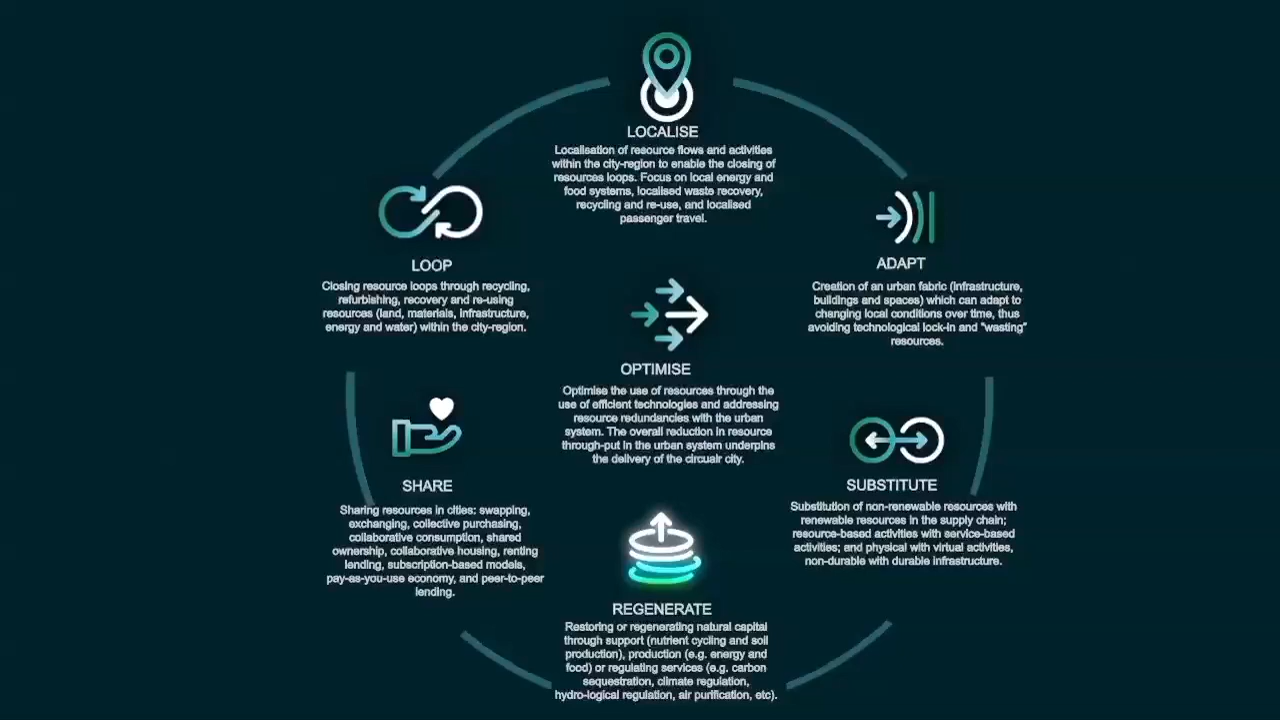 LOCALISE
Localisation of resource flows and activities
within the city-region to enable the closing of
resources loops. Focus on local energy and
food systems, localised waste recovery,
recycling and re-use, and localised
passenger travel.
LOOP
Closing resource loops through recycling,
refurbishing, recovery and re-using
resources (land, materials, infrastructure,
energy and water) within the city-region.
ADAPT
Creation of an urban fabric (infrastructure,
buildings and spaces) which can adapt to
changing local conditions over time, thus
avoiding technological lock-in and "wasting"
resources.
OPTIMISE
Optimise the use of resources through the
use of efficient technologies and addressing
resource redundancies with the urban
system. The overall reduction in resource
through-put in the urban system underpins
the delivery of the circualr city.
SHARE
Sharing resources in cities: swapping,
exchanging, collective purchasing,
collaborative consumption, shared
ownership, collaborative housing, renting
lending, subscription-based models,
pay-as-you-use economy, and peer-to-peer
lending.
SUBSTITUTE
Substitution of non-renewable resources with
renewable resources in the supply chain;
resource-based activities with service-based
activities; and physical with virtual activities,
non-durable with durable infrastructure.
REGENERATE
Restoring or regenerating natural capital
through support (nutrient cycling and soil
production), production (e.g. energy and
food) or regulating services (e.g. carbon
sequestration, climate regulation,
hydro-logical regulation, air purification, etc).